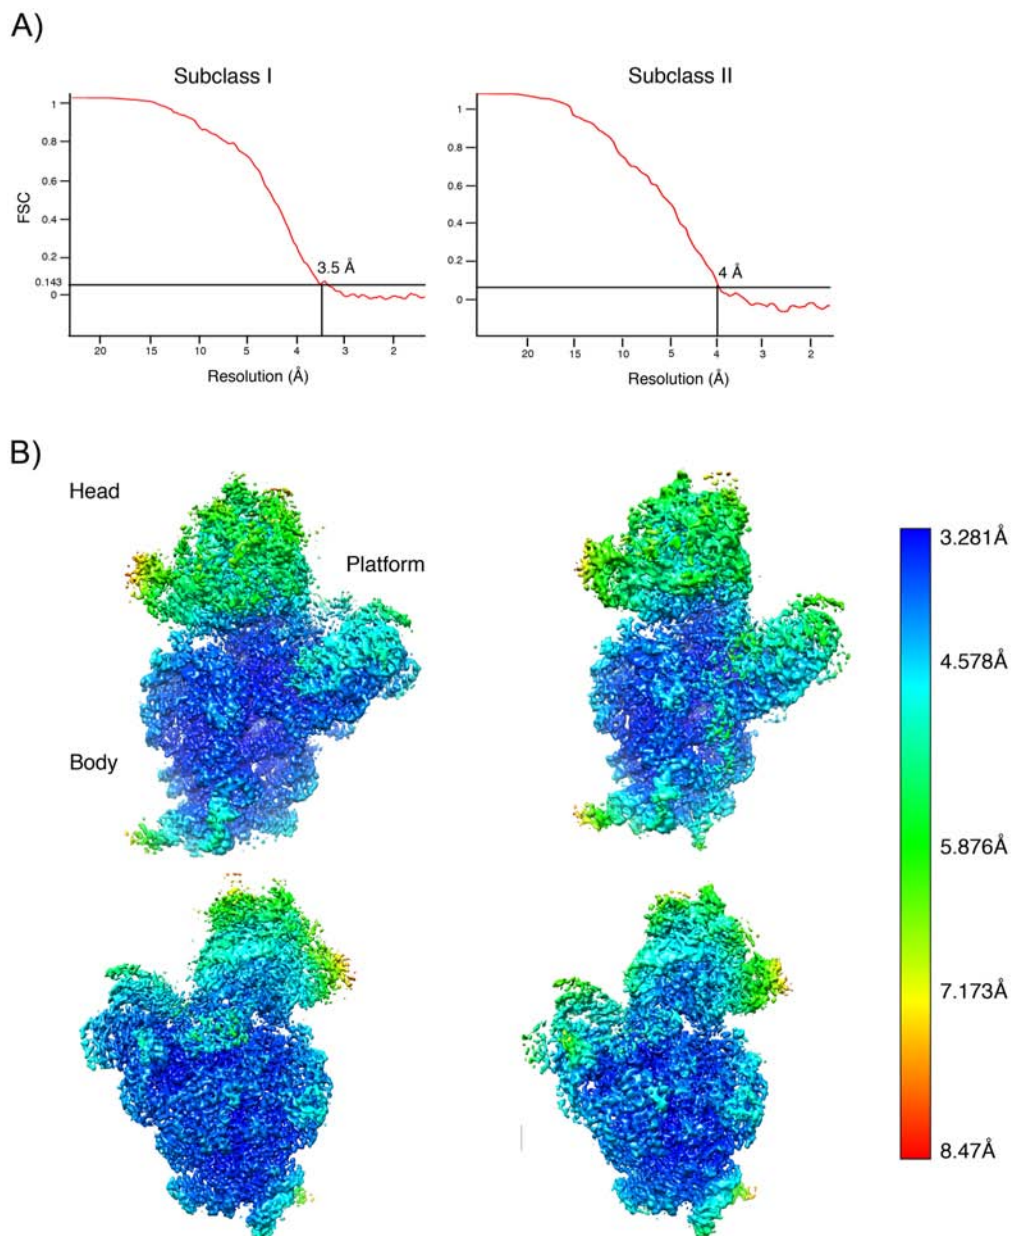 A)
Subclass I
Subclass II
FSC
1
0.8
0.6
0.4
0.2
0.143
0
3.5 Å
20 15 10 5 4 3 2
Resolution (Å)
1
0.8
0.6
0.4
0.2
0
4 Å
20 15 10 5 4 3 2
Resolution (Å)
B)
Head
Platform
Body
3.281Å
4.578Å
5.876Å
7.173Å
8.47Å